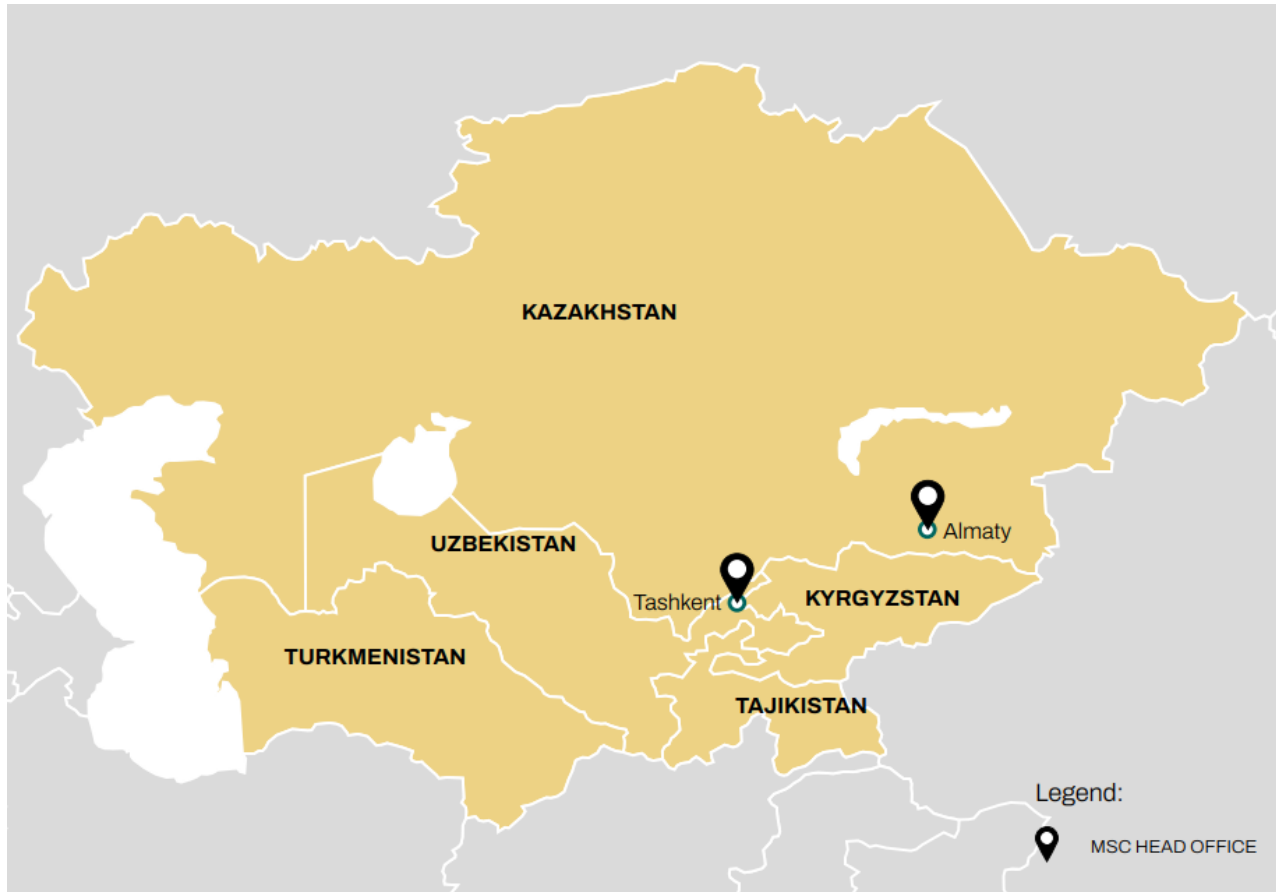 KAZAKHSTAN
Almaty
UZBEKISTAN
Tashkent
KYRGYZSTAN
TURKMENISTAN
TAJIKISTAN
Legend:
MSC HEAD OFFICE